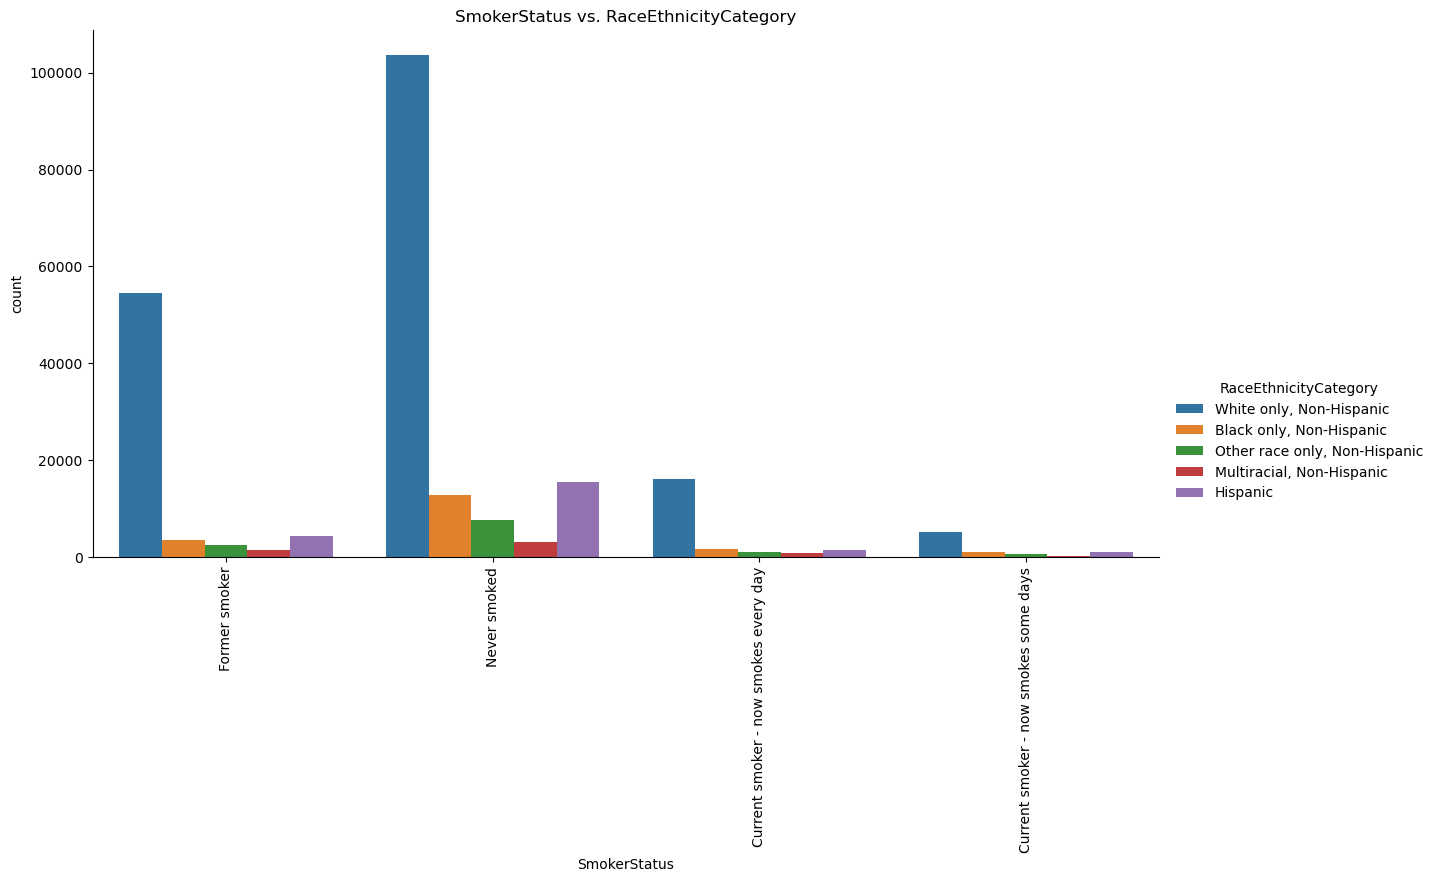 SmokerStatus vs. RaceEthnicityCategory
100000
80000
60000
40000
20000
0
count
Former smoker
Never smoked
Current smoker - now smokes every day
Current smoker - now smokes some days
SmokerStatus
RaceEthnicityCategory
White only, Non-Hispanic
Black only, Non-Hispanic
Other race only, Non-Hispanic
Multiracial, Non-Hispanic
Hispanic